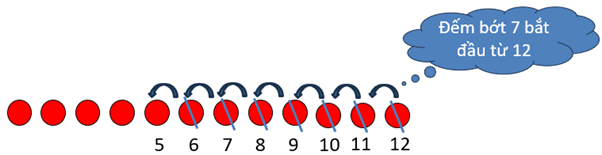 Đếm bớt 7 bắt
đầu từ 12
5 6 7 8 9 10 11 12